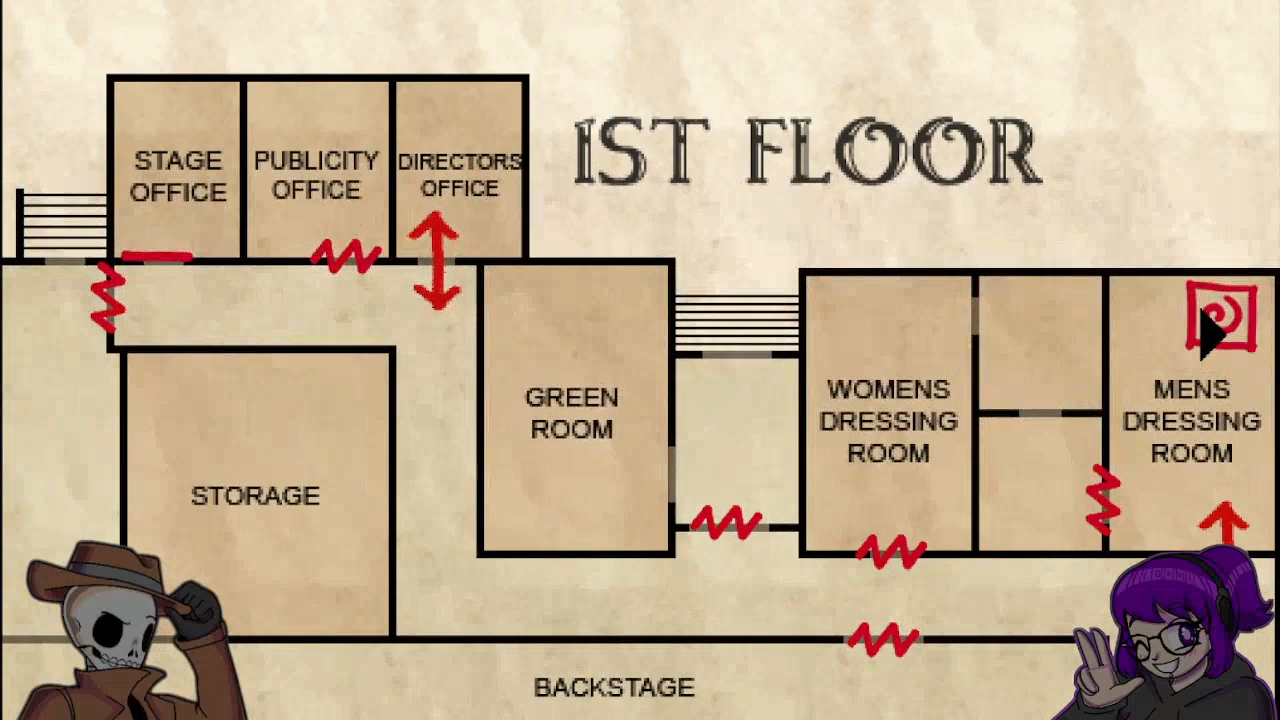 1ST FLOOR
STAGE
OFFICE
PUBLICITY
OFFICE
DIRECTORS
OFFICE
GREEN
ROOM
WOMENS
DRESSING
ROOM
MENS
DRESSING
ROOM
STORAGE
BACKSTAGE